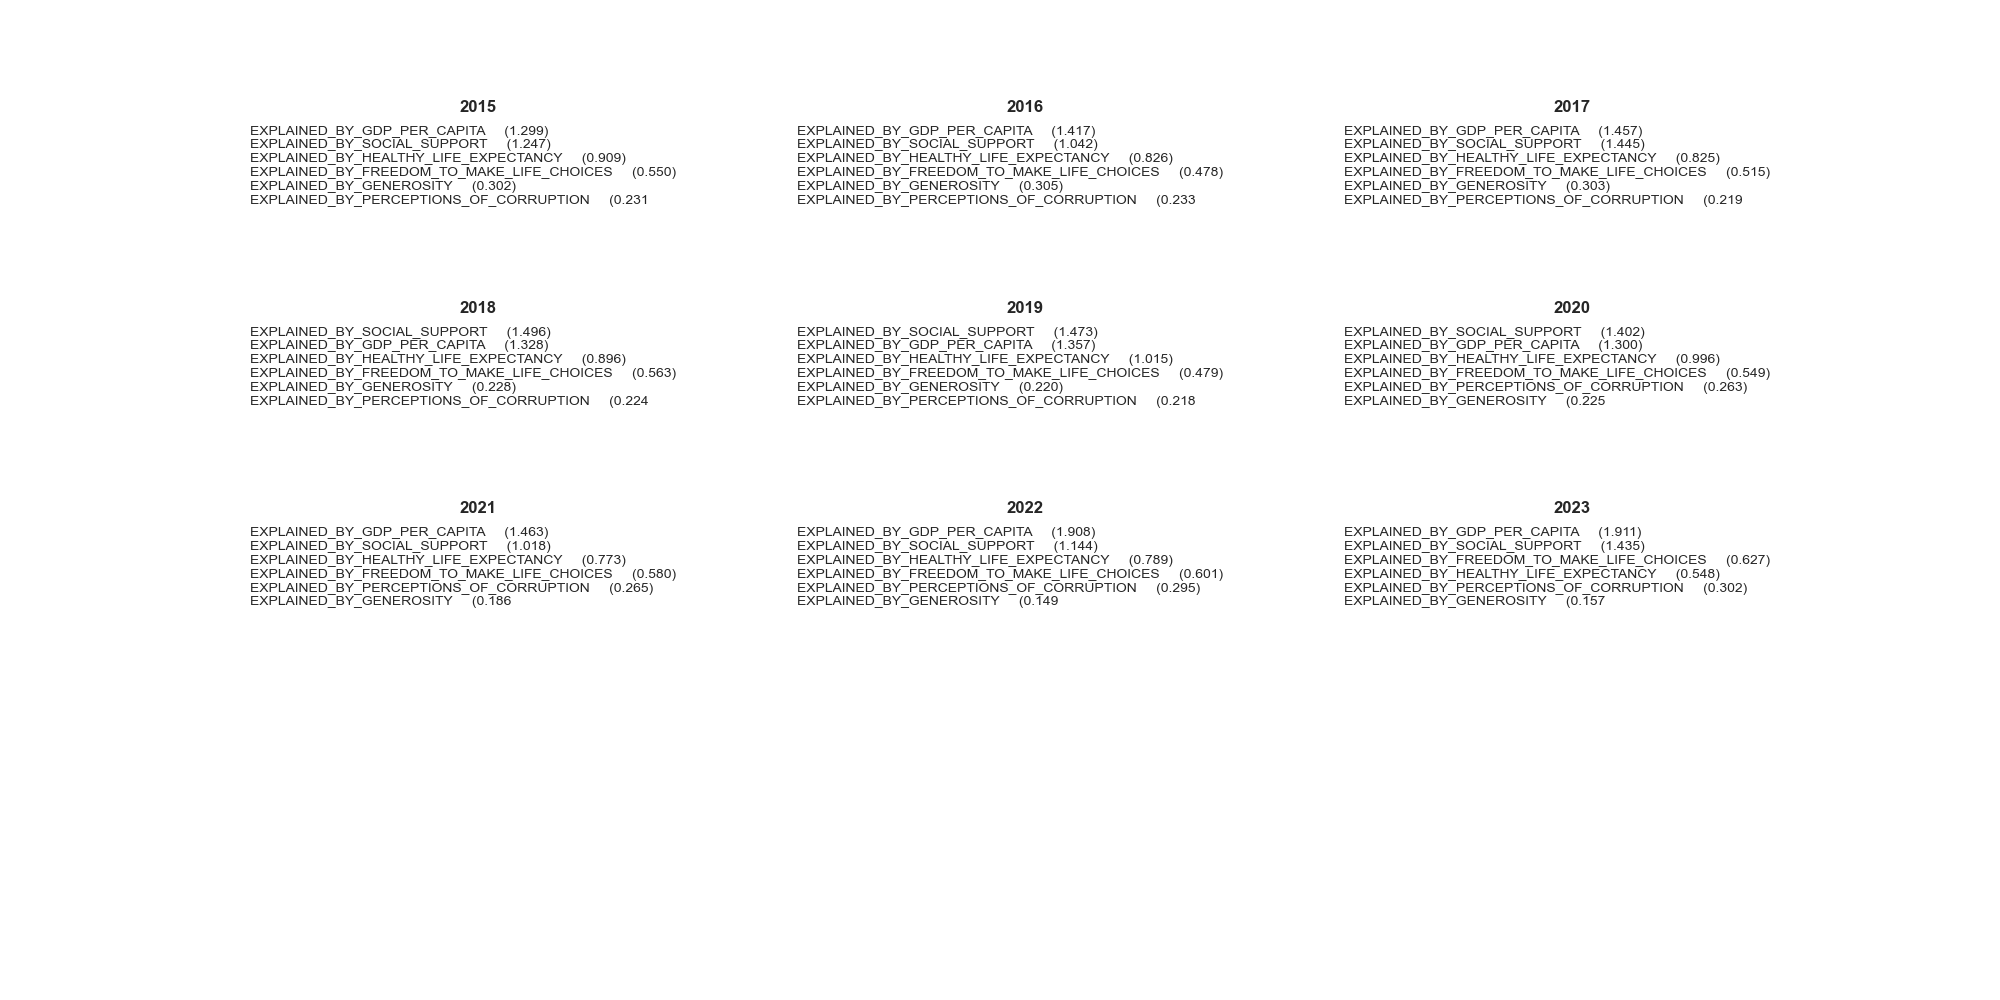 2015
EXPLAINED_BY_GDP_PER_CAPITA (1.299)
EXPLAINED_BY_SOCIAL_SUPPORT (1.247)
EXPLAINED_BY_HEALTHY_LIFE_EXPECTANCY (0.909)
EXPLAINED_BY_FREEDOM_TO_MAKE_LIFE_CHOICES (0.550)
EXPLAINED_BY_GENEROSITY (0.302)
EXPLAINED_BY_PERCEPTIONS_OF_CORRUPTION (0.231
2016
EXPLAINED_BY_GDP_PER_CAPITA (1.417)
EXPLAINED_BY_SOCIAL_SUPPORT (1.042)
EXPLAINED_BY_HEALTHY_LIFE_EXPECTANCY (0.826)
EXPLAINED_BY_FREEDOM_TO_MAKE_LIFE_CHOICES (0.478)
EXPLAINED_BY_GENEROSITY (0.305)
EXPLAINED_BY_PERCEPTIONS_OF_CORRUPTION (0.233
2017
EXPLAINED_BY_GDP_PER_CAPITA (1.457)
EXPLAINED_BY_SOCIAL_SUPPORT (1.445)
EXPLAINED_BY_HEALTHY_LIFE_EXPECTANCY (0.825)
EXPLAINED_BY_FREEDOM_TO_MAKE_LIFE_CHOICES (0.515)
EXPLAINED_BY_GENEROSITY (0.303)
EXPLAINED_BY_PERCEPTIONS_OF_CORRUPTION (0.219
2018
EXPLAINED_BY_SOCIAL_SUPPORT (1.496)
EXPLAINED_BY_GDP_PER_CAPITA (1.328)
EXPLAINED_BY_HEALTHY_LIFE_EXPECTANCY (0.896)
EXPLAINED_BY_FREEDOM_TO_MAKE_LIFE_CHOICES (0.563)
EXPLAINED_BY_GENEROSITY (0.228)
EXPLAINED_BY_PERCEPTIONS_OF_CORRUPTION (0.224
2019
EXPLAINED_BY_SOCIAL_SUPPORT (1.473)
EXPLAINED_BY_GDP_PER_CAPITA (1.357)
EXPLAINED_BY_HEALTHY_LIFE_EXPECTANCY (1.015)
EXPLAINED_BY_FREEDOM_TO_MAKE_LIFE_CHOICES (0.479)
EXPLAINED_BY_GENEROSITY (0.220)
EXPLAINED_BY_PERCEPTIONS_OF_CORRUPTION (0.218
2020
EXPLAINED_BY_SOCIAL_SUPPORT (1.402)
EXPLAINED_BY_GDP_PER_CAPITA (1.300)
EXPLAINED_BY_HEALTHY_LIFE_EXPECTANCY (0.996)
EXPLAINED_BY_FREEDOM_TO_MAKE_LIFE_CHOICES (0.549)
EXPLAINED_BY_PERCEPTIONS_OF_CORRUPTION (0.263)
EXPLAINED_BY_GENEROSITY (0.225
2021
EXPLAINED_BY_GDP_PER_CAPITA (1.463)
EXPLAINED_BY_SOCIAL_SUPPORT (1.018)
EXPLAINED_BY_HEALTHY_LIFE_EXPECTANCY (0.773)
EXPLAINED_BY_FREEDOM_TO_MAKE_LIFE_CHOICES (0.580)
EXPLAINED_BY_PERCEPTIONS_OF_CORRUPTION (0.265)
EXPLAINED_BY_GENEROSITY (0.186
2022
EXPLAINED_BY_GDP_PER_CAPITA (1.908)
EXPLAINED_BY_SOCIAL_SUPPORT (1.144)
EXPLAINED_BY_HEALTHY_LIFE_EXPECTANCY (0.789)
EXPLAINED_BY_FREEDOM_TO_MAKE_LIFE_CHOICES (0.601)
EXPLAINED_BY_PERCEPTIONS_OF_CORRUPTION (0.295)
EXPLAINED_BY_GENEROSITY (0.149
2023
EXPLAINED_BY_GDP_PER_CAPITA (1.911)
EXPLAINED_BY_SOCIAL_SUPPORT (1.435)
EXPLAINED_BY_FREEDOM_TO_MAKE_LIFE_CHOICES (0.627)
EXPLAINED_BY_HEALTHY_LIFE_EXPECTANCY (0.548)
EXPLAINED_BY_PERCEPTIONS_OF_CORRUPTION (0.302)
EXPLAINED_BY_GENEROSITY (0.157